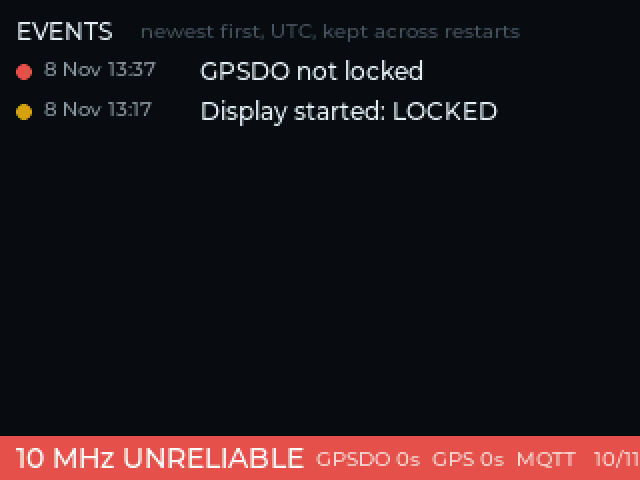 EVENTS newest first, UTC, kept across restarts
8 Nov 13:37 GPSDO not locked
8 Nov 13:17 Display started: LOCKED
10 MHz UNRELIABLE GPSDO 0s GPS 0s MQTT 10/11